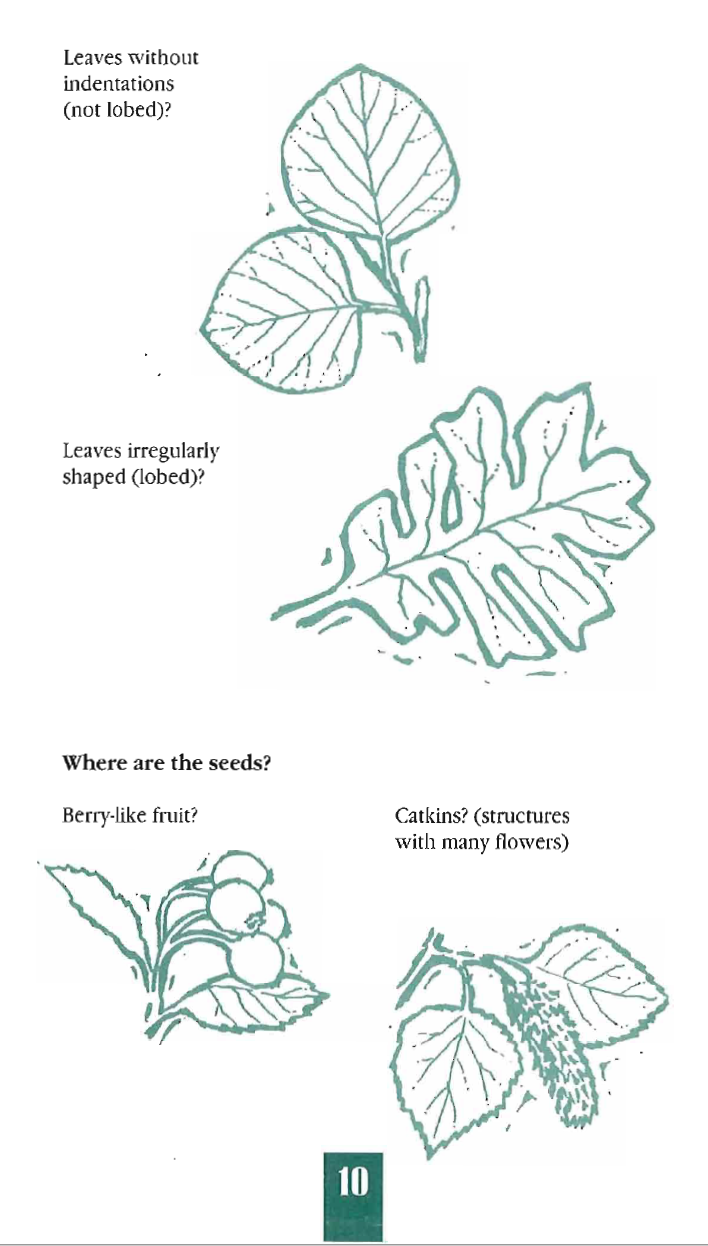 Leaves without
indentations
(not lobed)?
Leaves irregularly
shaped (lobed)?
Where are the seeds?
Berry-like fruit?
Catkins? (structures
with many flowers)
10